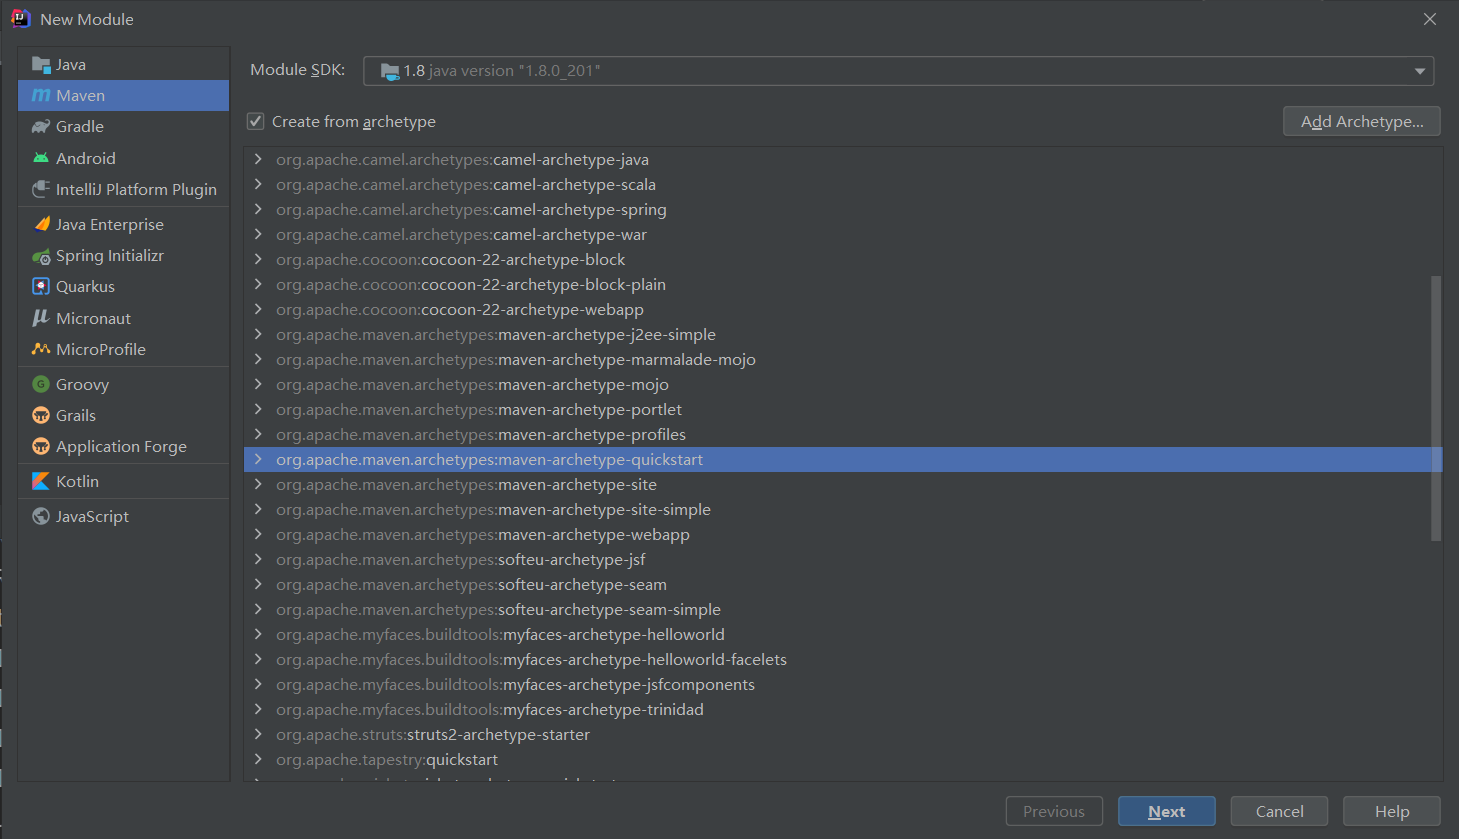 New Module
Java
Maven
Gradle
Android
IntelliJ Platform Plugin
Java Enterprise
Spring Initializr
Quarkus
Micronaut
MicroProfile
Groovy
Grails
Application Forge
Kotlin
JavaScript
Module SDK: 1.8 java version "1.8.0_201"
Create from archetype
Add Archetype...
org.apache.camel.archetypes:camel-archetype-java
org.apache.camel.archetypes:camel-archetype-scala
org.apache.camel.archetypes:camel-archetype-spring
org.apache.camel.archetypes:camel-archetype-war
org.apache.cocoon:cocoon-22-archetype-block
org.apache.cocoon:cocoon-22-archetype-block-plain
org.apache.cocoon:cocoon-22-archetype-webapp
org.apache.maven.archetypes:maven-archetype-j2ee-simple
org.apache.maven.archetypes:maven-archetype-marmalade-mojo
org.apache.maven.archetypes:maven-archetype-mojo
org.apache.maven.archetypes:maven-archetype-portlet
org.apache.maven.archetypes:maven-archetype-profiles
org.apache.maven.archetypes:maven-archetype-quickstart
org.apache.maven.archetypes:maven-archetype-site
org.apache.maven.archetypes:maven-archetype-site-simple
org.apache.maven.archetypes:maven-archetype-webapp
org.apache.maven.archetypes:softeu-archetype-jsf
org.apache.maven.archetypes:softeu-archetype-seam
org.apache.maven.archetypes:softeu-archetype-seam-simple
org.apache.myfaces.buildtools:myfaces-archetype-helloworld
org.apache.myfaces.buildtools:myfaces-archetype-helloworld-facelets
org.apache.myfaces.buildtools:myfaces-archetype-jsfcomponents
org.apache.myfaces.buildtools:myfaces-archetype-trinidad
org.apache.struts:struts2-archetype-starter
org.apache.tapestry:quickstart
Previous
Next
Cancel
Help